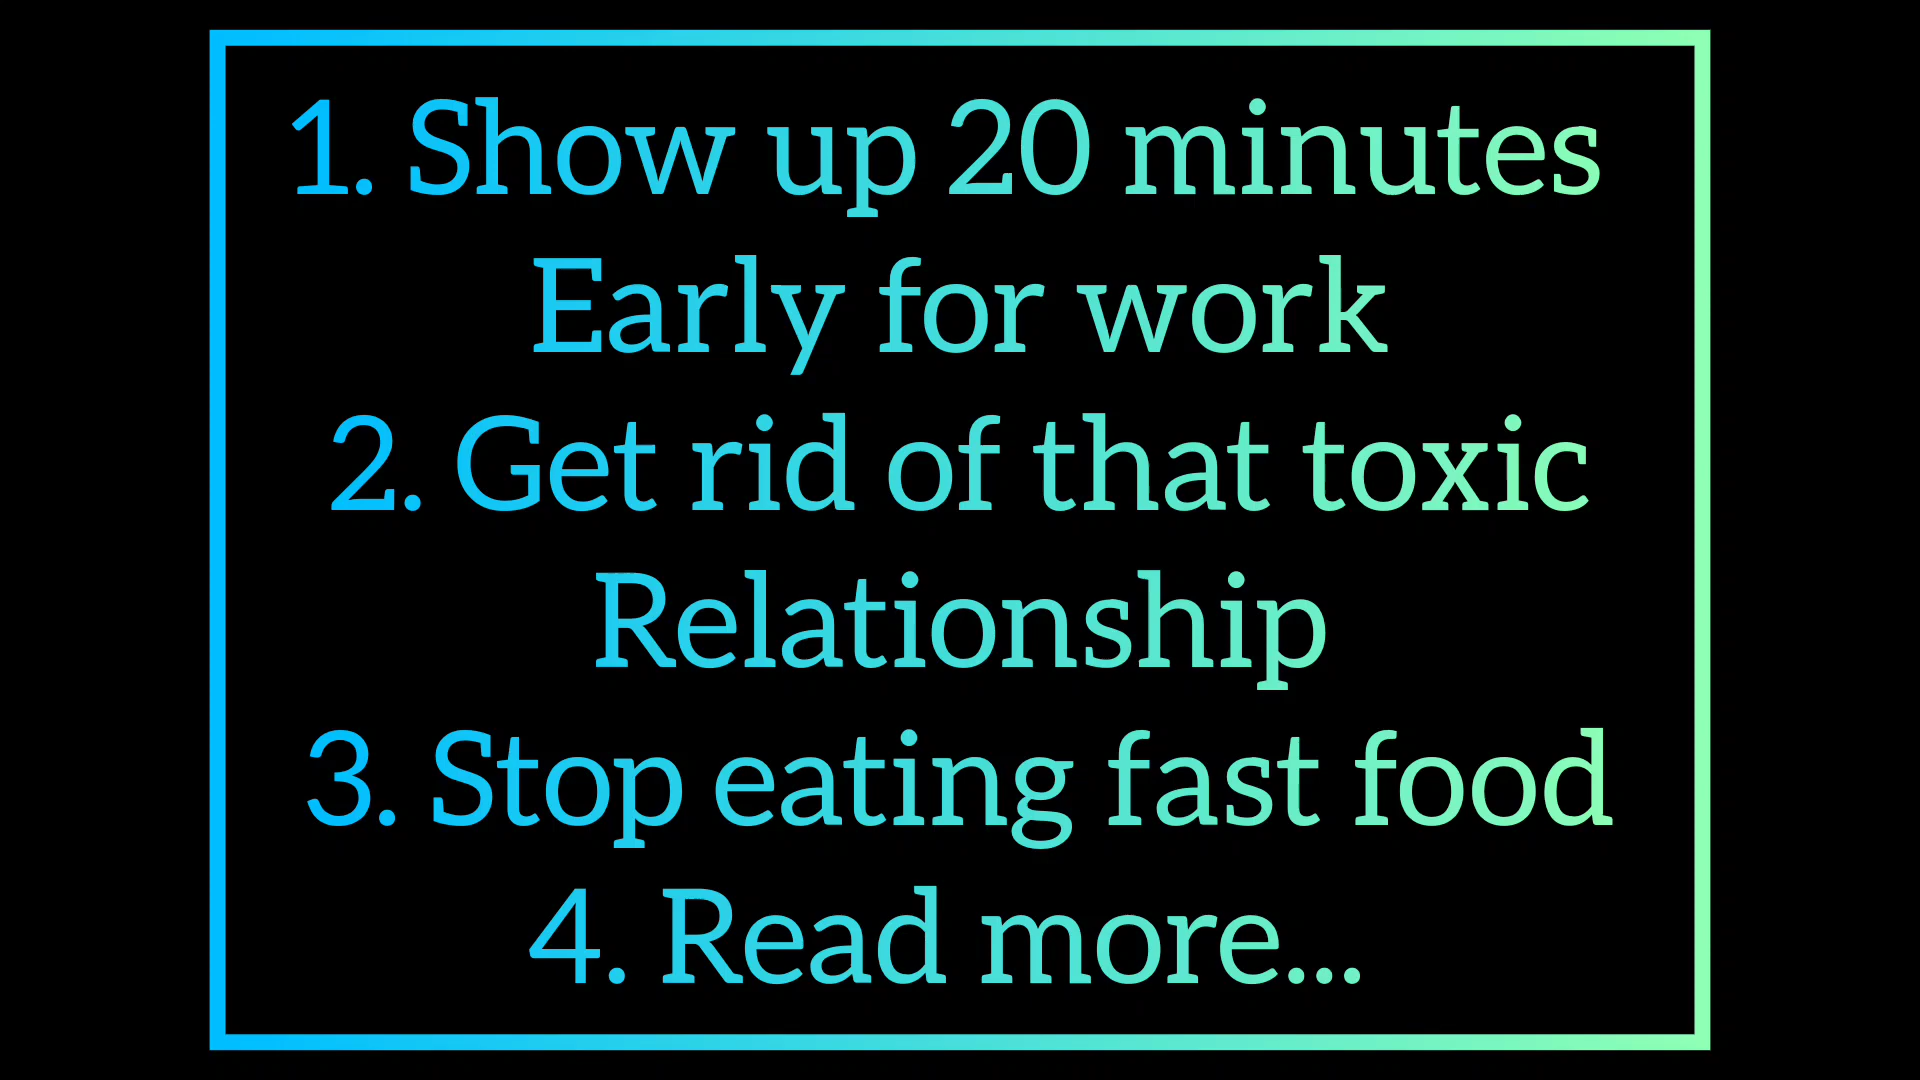 1. Show up 20 minutes
Early for work
2. Get rid of that toxic
Relationship
3. Stop eating fast food
4. Read more...